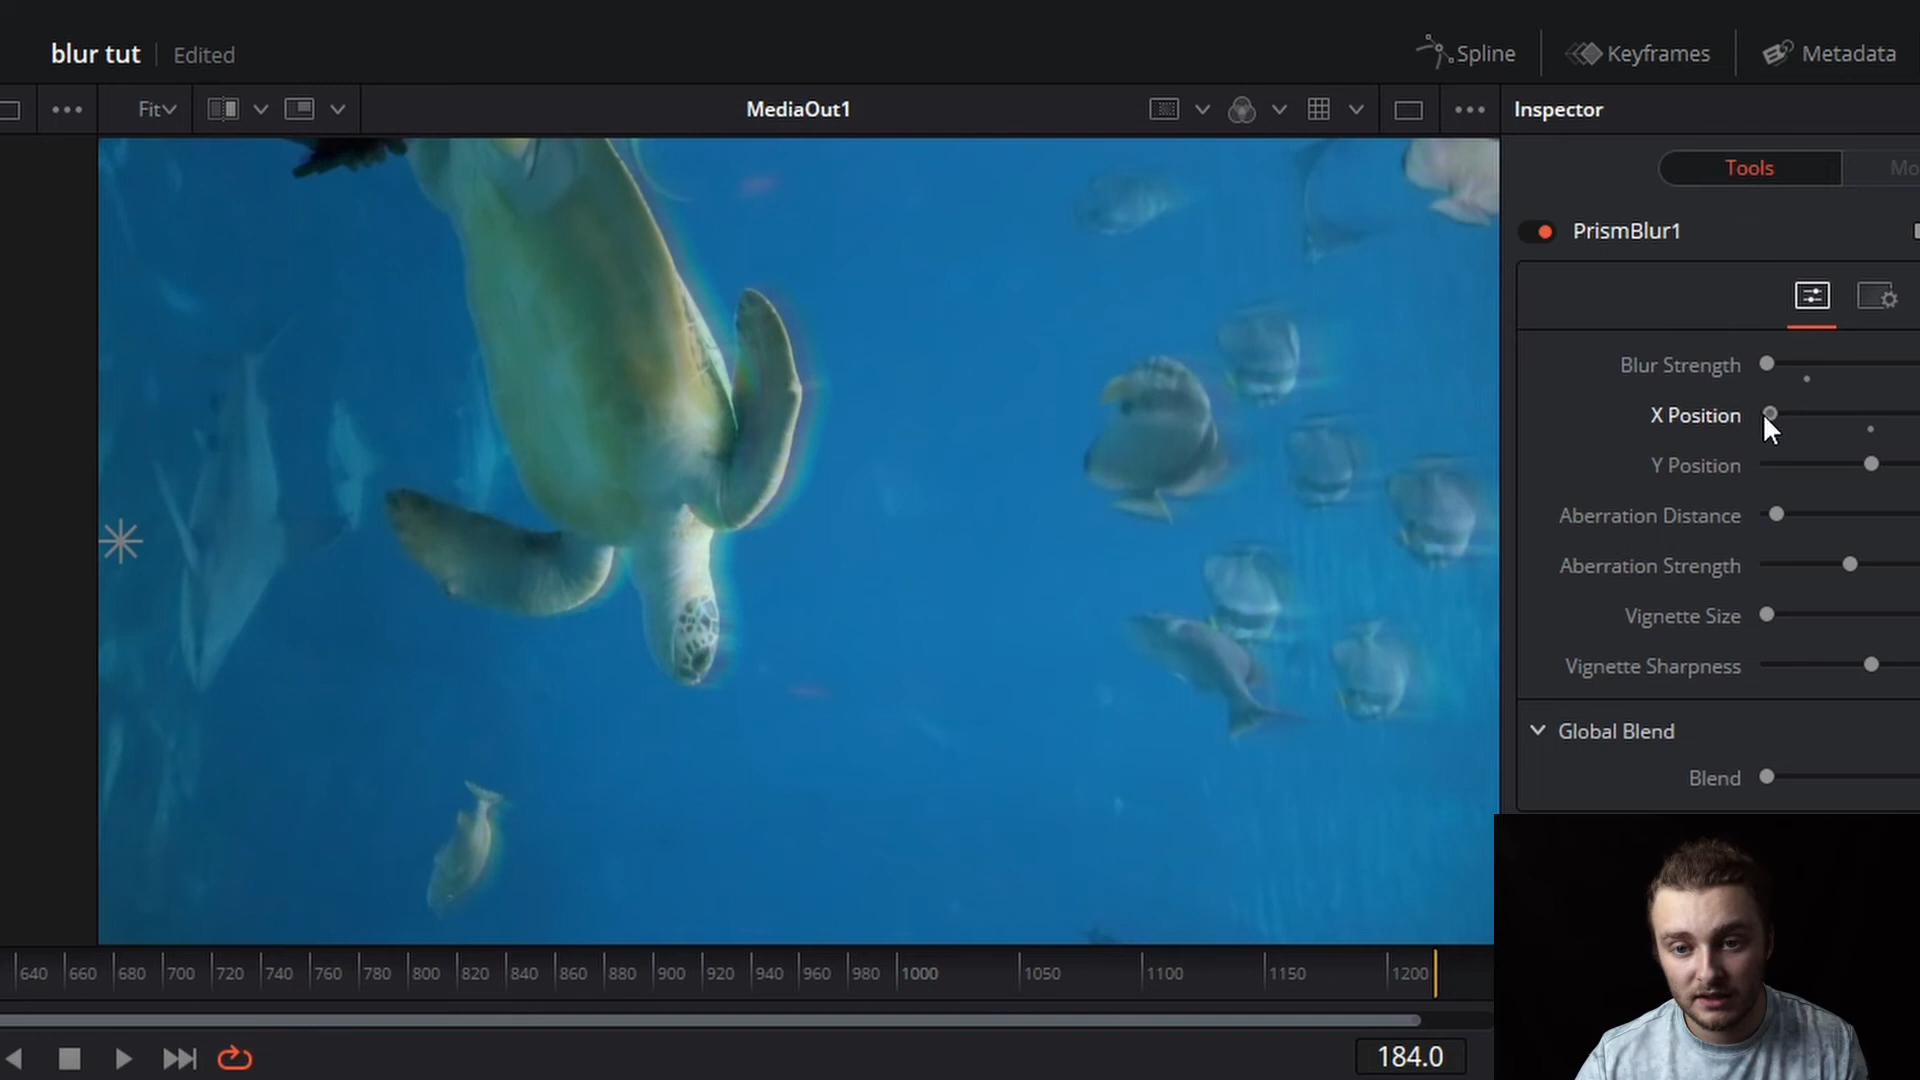 blur tut | Edited
Spline
Keyframes
Metadata
Fit
MediaOut1
Inspector
Tools
Mo
PrismBlur1
Blur Strength
X Position
Y Position
Aberration Distance
Aberration Strength
Vignette Size
Vignette Sharpness
Global Blend
Blend
640 660 680 700 720 740 760 780 800 820 840 860 880 900 920 940 960 980 1000 1050 1100 1150 1200
184.0